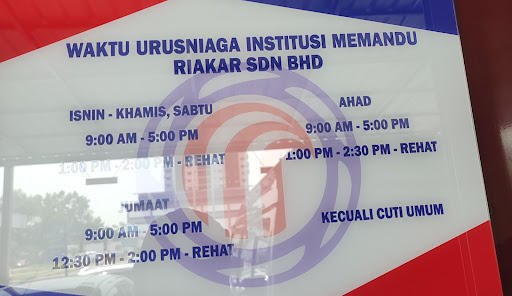 WAKTU URUSNIAGA INSTITUSI MEMANDU
RIAKAR SDN BHD
ISNIN - KHAMIS, SABTU
9:00 AM - 5:00 PM
1:00 PM - 2:00 PM - REHAT
AHAD
9:00 AM - 5:00 PM
1:00 PM - 2:30 PM - REHAT
JUMAAT
9:00 AM - 5:00 PM
12:30 PM - 2:00 PM - REHAT
KECUALI CUTI UMUM